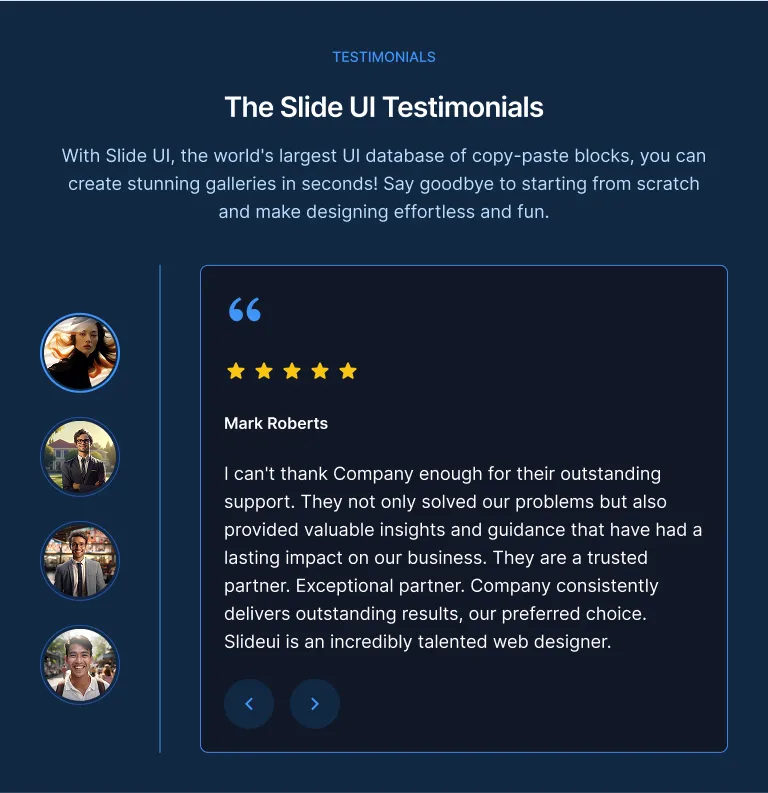 TESTIMONIALS
The Slide UI Testimonials
With Slide UI, the world's largest UI database of copy-paste blocks, you can
create stunning galleries in seconds! Say goodbye to starting from scratch
and make designing effortless and fun.
Mark Roberts
I can't thank Company enough for their outstanding
support. They not only solved our problems but also
provided valuable insights and guidance that have had a
lasting impact on our business. They are a trusted
partner. Exceptional partner. Company consistently
delivers outstanding results, our preferred choice.
Slideui is an incredibly talented web designer.